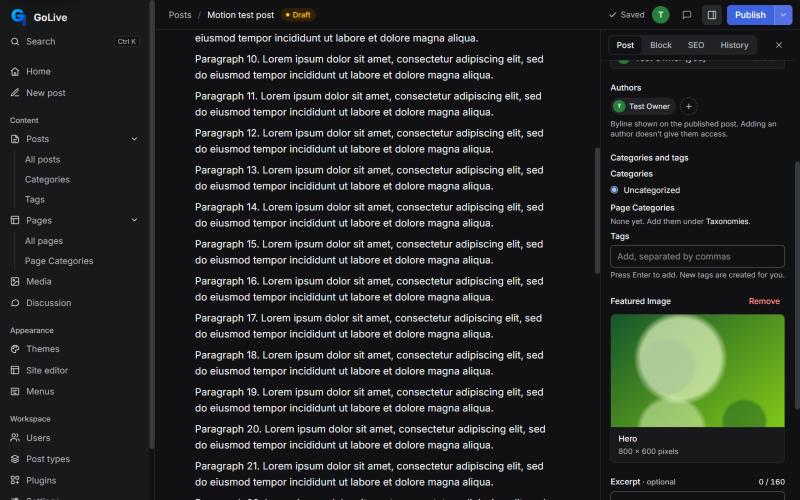 GoLive
Search
Ctrl K
Home
New post
Content
Posts
All posts
Categories
Tags
Pages
All pages
Page Categories
Media
Discussion
Appearance
Themes
Site editor
Menus
Workspace
Users
Post types
Plugins
Settings
Posts / Motion test post
Draft
Saved
T
Publish
eiusmod tempor incididunt ut labore et dolore magna aliqua.
Paragraph 10. Lorem ipsum dolor sit amet, consectetur adipiscing elit, sed
do eiusmod tempor incididunt ut labore et dolore magna aliqua.
Paragraph 11. Lorem ipsum dolor sit amet, consectetur adipiscing elit, sed
do eiusmod tempor incididunt ut labore et dolore magna aliqua.
Paragraph 12. Lorem ipsum dolor sit amet, consectetur adipiscing elit, sed
do eiusmod tempor incididunt ut labore et dolore magna aliqua.
Paragraph 13. Lorem ipsum dolor sit amet, consectetur adipiscing elit, sed
do eiusmod tempor incididunt ut labore et dolore magna aliqua.
Paragraph 14. Lorem ipsum dolor sit amet, consectetur adipiscing elit, sed
do eiusmod tempor incididunt ut labore et dolore magna aliqua.
Paragraph 15. Lorem ipsum dolor sit amet, consectetur adipiscing elit, sed
do eiusmod tempor incididunt ut labore et dolore magna aliqua.
Paragraph 16. Lorem ipsum dolor sit amet, consectetur adipiscing elit, sed
do eiusmod tempor incididunt ut labore et dolore magna aliqua.
Paragraph 17. Lorem ipsum dolor sit amet, consectetur adipiscing elit, sed
do eiusmod tempor incididunt ut labore et dolore magna aliqua.
Paragraph 18. Lorem ipsum dolor sit amet, consectetur adipiscing elit, sed
do eiusmod tempor incididunt ut labore et dolore magna aliqua.
Paragraph 19. Lorem ipsum dolor sit amet, consectetur adipiscing elit, sed
do eiusmod tempor incididunt ut labore et dolore magna aliqua.
Paragraph 20. Lorem ipsum dolor sit amet, consectetur adipiscing elit, sed
do eiusmod tempor incididunt ut labore et dolore magna aliqua.
Paragraph 21. Lorem ipsum dolor sit amet, consectetur adipiscing elit, sed
do eiusmod tempor incididunt ut labore et dolore magna aliqua.
Post
Block
SEO
History
Authors
T Test Owner
Byline shown on the published post. Adding an
author doesn't give them access.
Categories and tags
Categories
Uncategorized
Page Categories
None yet. Add them under Taxonomies.
Tags
Add, separated by commas
Press Enter to add. New tags are created for you.
Featured Image
Remove
Hero
800 × 600 pixels
Excerpt · optional
0 / 160